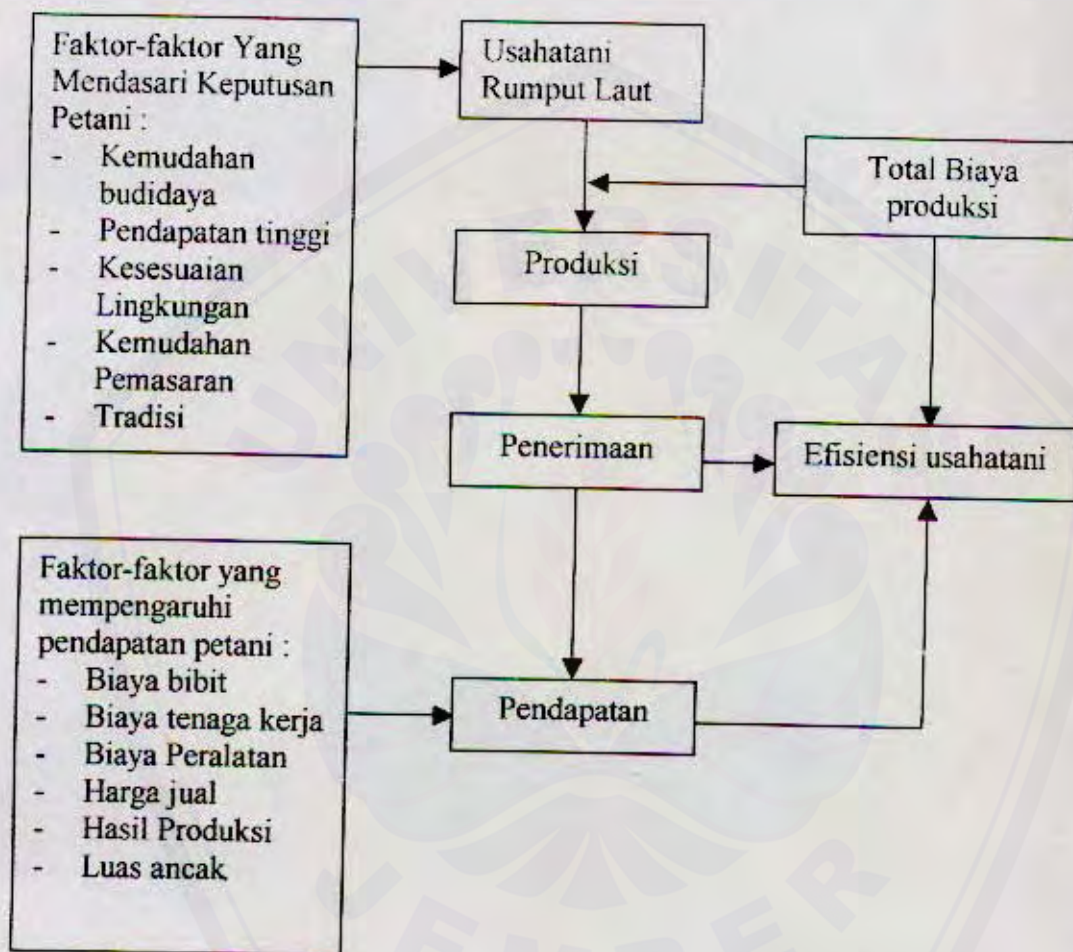 Faktor-faktor Yang
Mendasari Keputusan
Petani :
- Kemudahan
budidaya
- Pendapatan tinggi
- Kesesuaian
Lingkungan
- Kemudahan
Pemasaran
- Tradisi
Usahatani
Rumput Laut
Total Biaya
produksi
Produksi
Penerimaan
Efisiensi usahatani
Faktor-faktor yang
mempengaruhi
pendapatan petani :
- Biaya bibit
- Biaya tenaga kerja
- Biaya Peralatan
- Harga jual
- Hasil Produksi
- Luas ancak
Pendapatan
UNIVERSITA
JEMBER